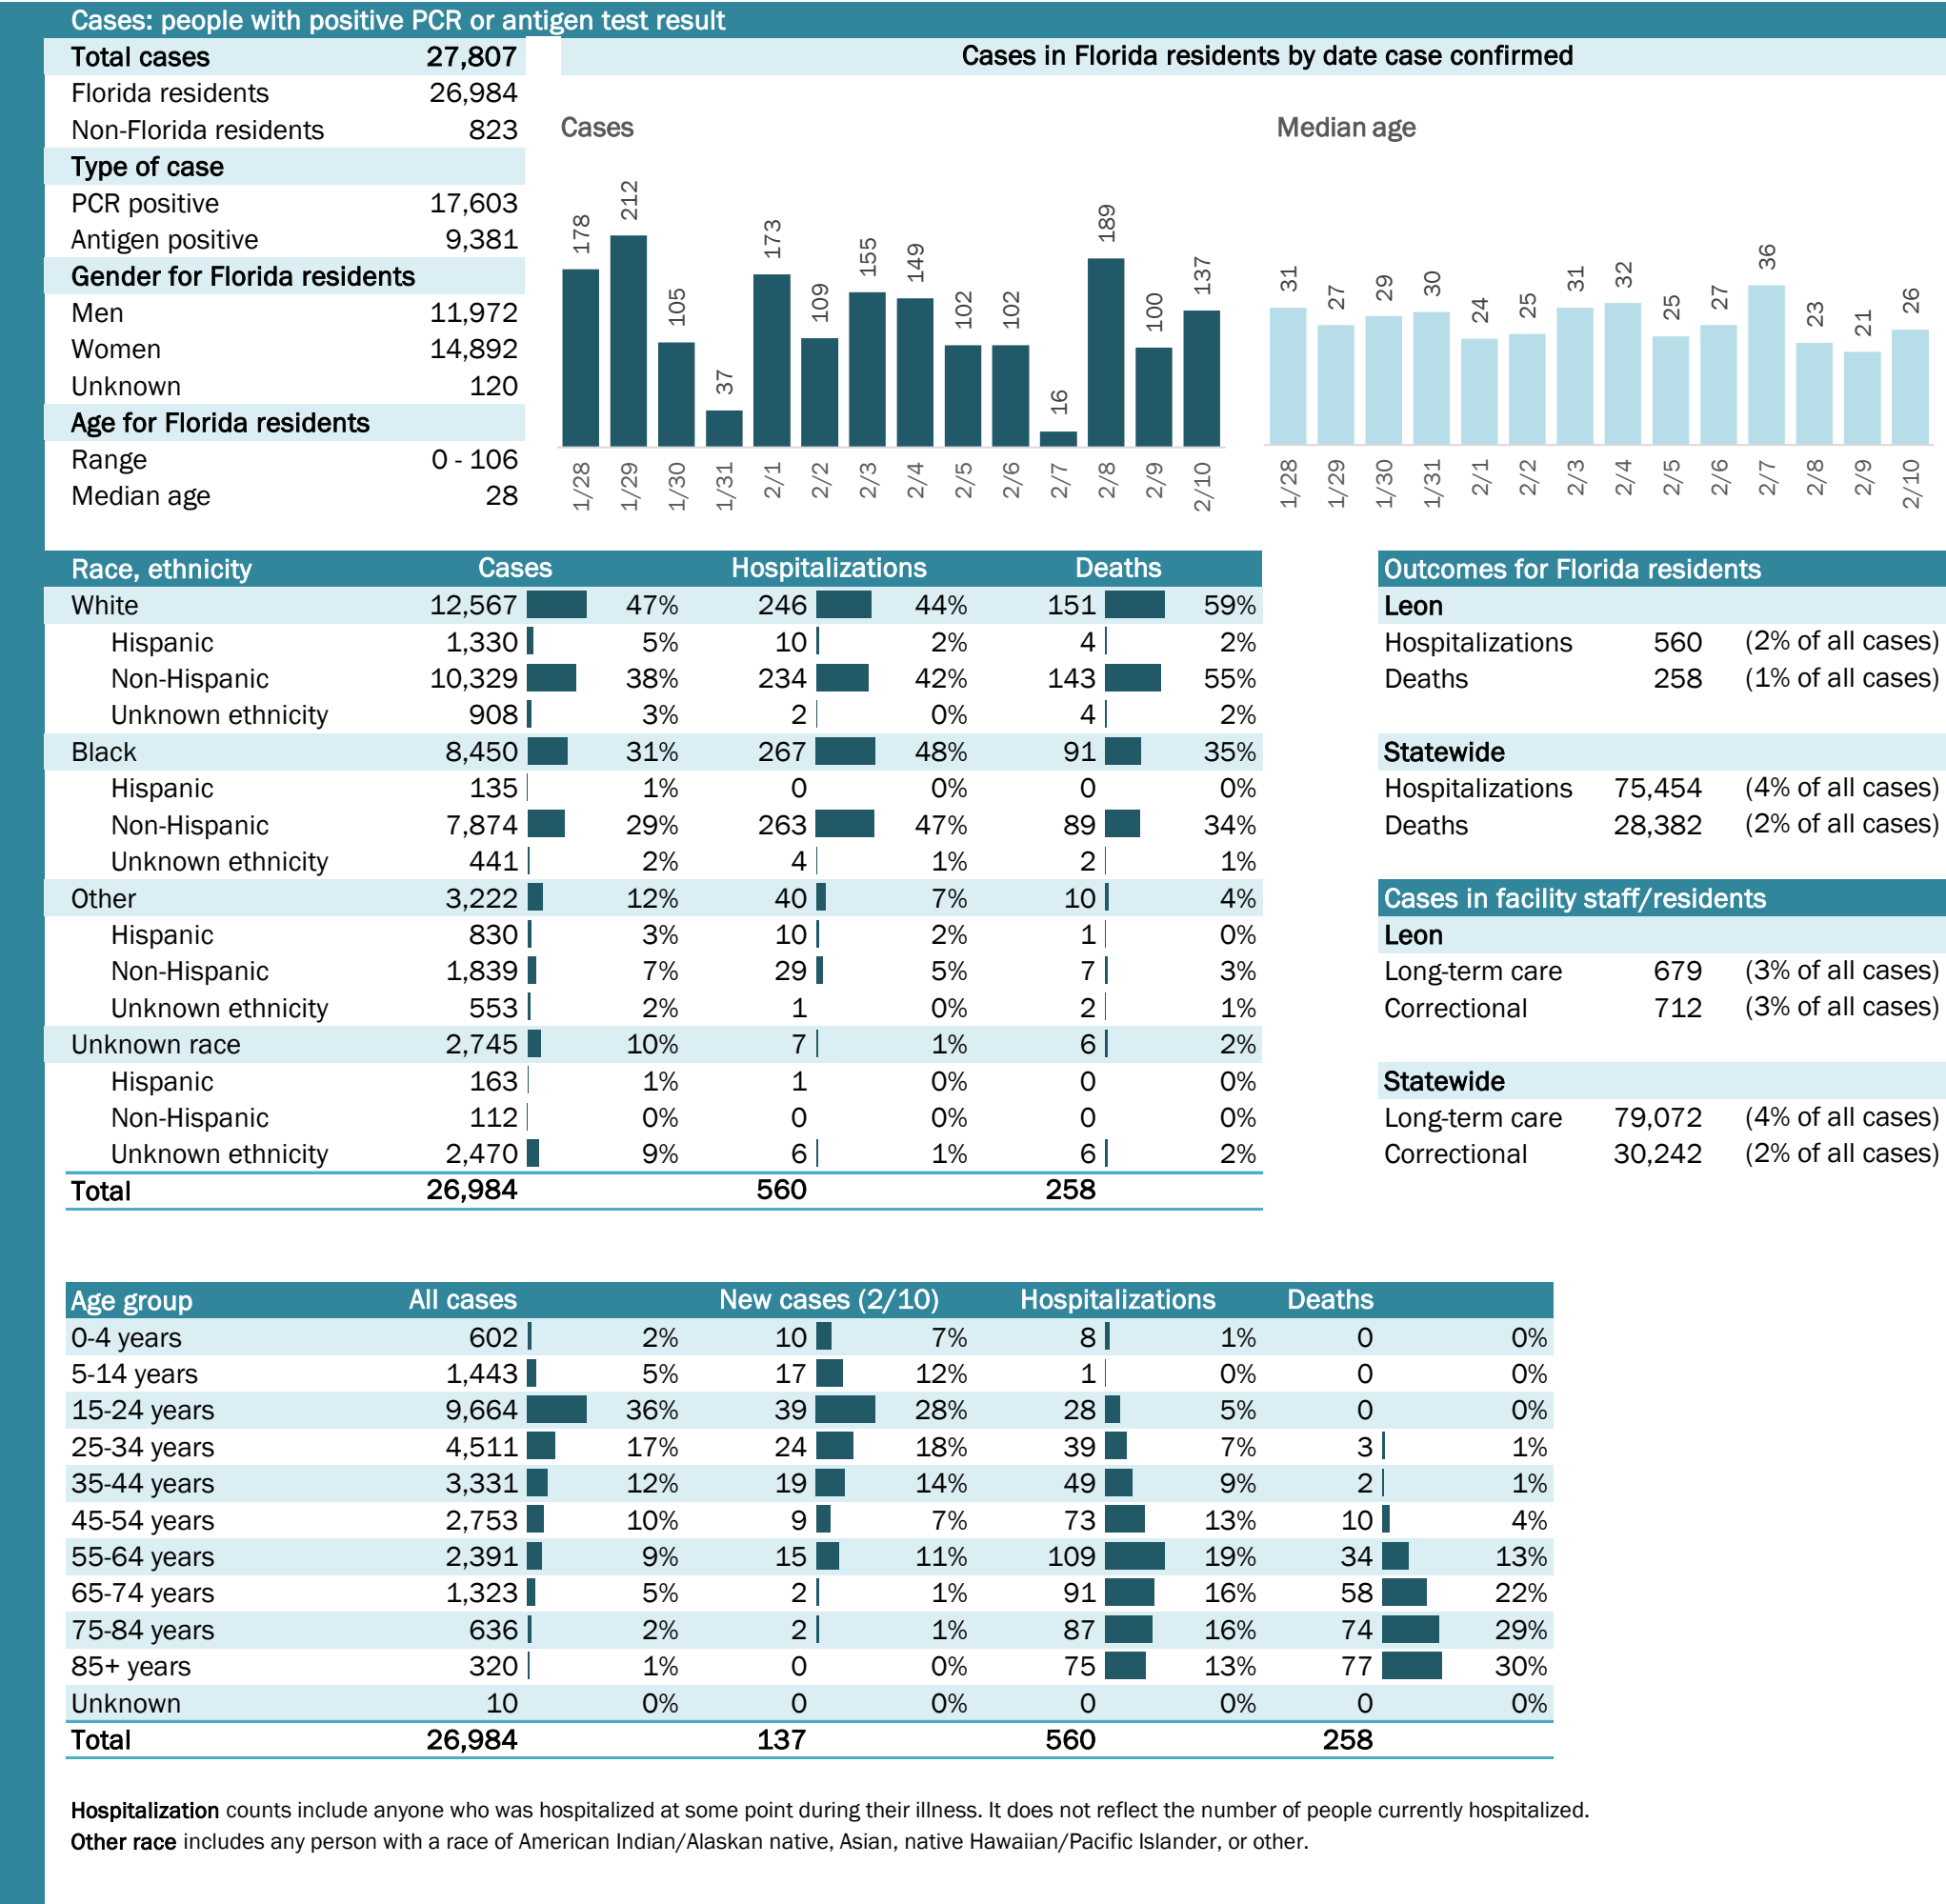 Cases: people with positive PCR or antigen test result
Total cases 27,807
Florida residents 26,984
Non-Florida residents 823
Type of case
PCR positive 17,603
Antigen positive 9,381
Gender for Florida residents
Men 11,972
Women 14,892
Unknown 120
Age for Florida residents
Range 0 - 106
Median age 28
Cases in Florida residents by date case confirmed
Cases
178 212 105 37 173 109 155 149 102 102 16 189 100 137
1/28 1/29 1/30 1/31 2/1 2/2 2/3 2/4 2/5 2/6 2/7 2/8 2/9 2/10
Median age
31 27 29 30 24 25 31 32 25 27 36 23 21 26
1/28 1/29 1/30 1/31 2/1 2/2 2/3 2/4 2/5 2/6 2/7 2/8 2/9 2/10
Race, ethnicity Cases Hospitalizations Deaths
White 12,567 47% 246 44% 151 59%
Hispanic 1,330 5% 10 2% 4 2%
Non-Hispanic 10,329 38% 234 42% 143 55%
Unknown ethnicity 908 3% 2 0% 4 2%
Black 8,450 31% 267 48% 91 35%
Hispanic 135 1% 0 0% 0 0%
Non-Hispanic 7,874 29% 263 47% 89 34%
Unknown ethnicity 441 2% 4 1% 2 1%
Other 3,222 12% 40 7% 10 4%
Hispanic 830 3% 10 2% 1 0%
Non-Hispanic 1,839 7% 29 5% 7 3%
Unknown ethnicity 553 2% 1 0% 2 1%
Unknown race 2,745 10% 7 1% 6 2%
Hispanic 163 1% 1 0% 0 0%
Non-Hispanic 112 0% 0 0% 0 0%
Unknown ethnicity 2,470 9% 6 1% 6 2%
Total 26,984 560 258
Outcomes for Florida residents
Leon
Hospitalizations 560 (2% of all cases)
Deaths 258 (1% of all cases)
Statewide
Hospitalizations 75,454 (4% of all cases)
Deaths 28,382 (2% of all cases)
Cases in facility staff/residents
Leon
Long-term care 679 (3% of all cases)
Correctional 712 (3% of all cases)
Statewide
Long-term care 79,072 (4% of all cases)
Correctional 30,242 (2% of all cases)
Age group All cases New cases (2/10) Hospitalizations Deaths
0-4 years 602 2% 10 7% 8 1% 0 0%
5-14 years 1,443 5% 17 12% 1 0% 0 0%
15-24 years 9,664 36% 39 28% 28 5% 0 0%
25-34 years 4,511 17% 24 18% 39 7% 3 1%
35-44 years 3,331 12% 19 14% 49 9% 2 1%
45-54 years 2,753 10% 9 7% 73 13% 10 4%
55-64 years 2,391 9% 15 11% 109 19% 34 13%
65-74 years 1,323 5% 2 1% 91 16% 58 22%
75-84 years 636 2% 2 1% 87 16% 74 29%
85+ years 320 1% 0 0% 75 13% 77 30%
Unknown 10 0% 0 0% 0 0% 0 0%
Total 26,984 137 560 258
Hospitalization counts include anyone who was hospitalized at some point during their illness. It does not reflect the number of people currently hospitalized.
Other race includes any person with a race of American Indian/Alaskan native, Asian, native Hawaiian/Pacific Islander, or other.